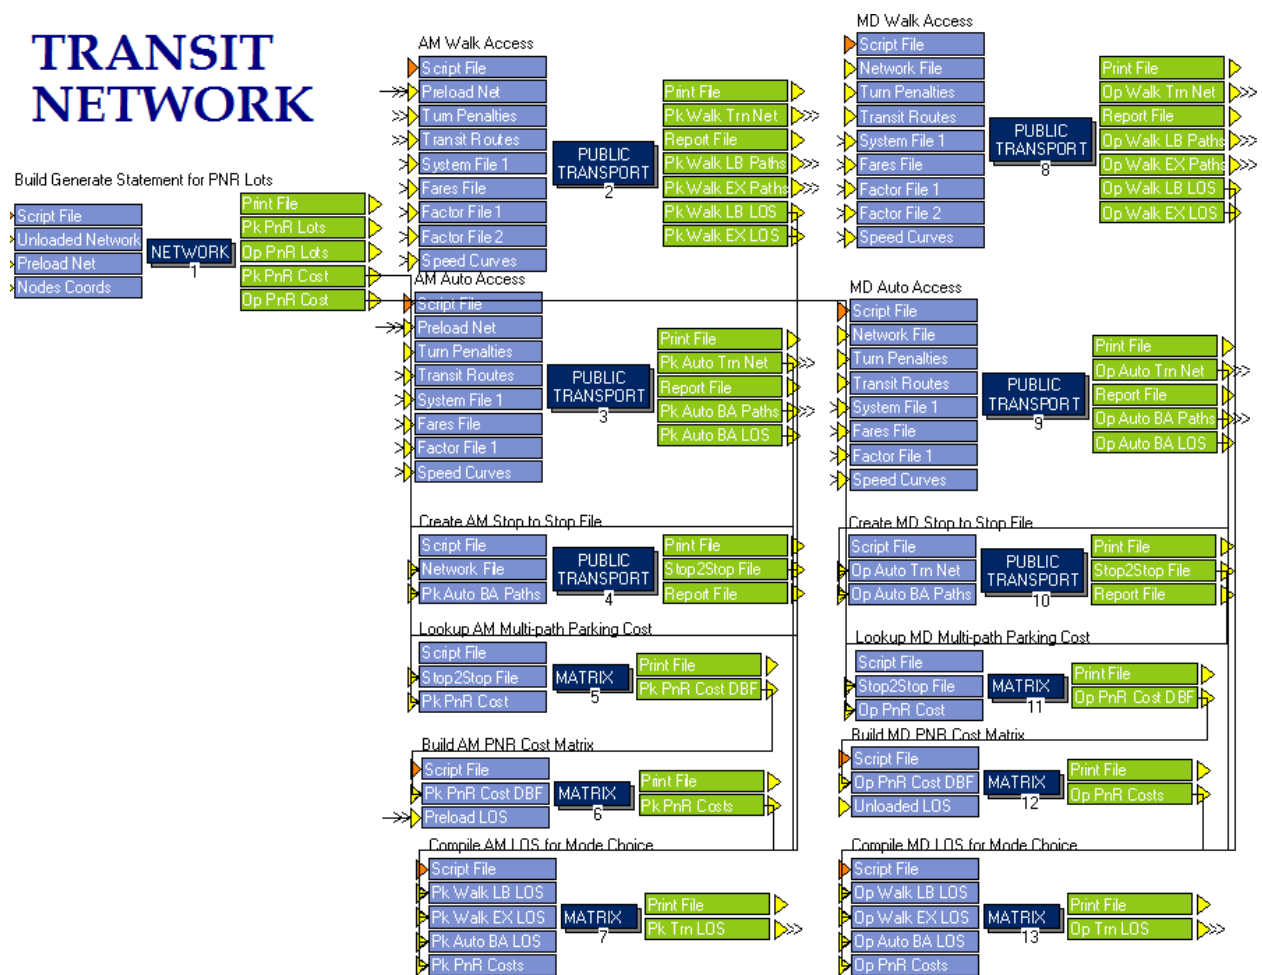 TRANSIT
NETWORK
Build Generate Statement for PNR Lots
Script File
Unloaded Network
Preload Net
Nodes Coords
NETWORK
1
Print File
Pk PnR Lots
Op PnR Lots
Pk PnR Cost
Op PnR Cost
AM Walk Access
Script File
Preload Net
Turn Penalties
Transit Routes
System File 1
Fares File
Factor File 1
Factor File 2
Speed Curves
PUBLIC
TRANSPORT
2
Print File
Pk Walk Trn Net
Report File
Pk Walk LB Paths
Pk Walk EX Paths
Pk Walk LB LOS
Pk Walk EX LOS
AM Auto Access
Script File
Preload Net
Turn Penalties
Transit Routes
System File 1
Fares File
Factor File 1
Speed Curves
PUBLIC
TRANSPORT
3
Print File
Pk Auto Trn Net
Report File
Pk Auto BA Paths
Pk Auto BA LOS
Create AM Stop to Stop File
Script File
Network File
Pk Auto BA Paths
PUBLIC
TRANSPORT
4
Print File
Stop2Stop File
Report File
Lookup AM Multi-path Parking Cost
Script File
Stop2Stop File
Pk PnR Cost
MATRIX
5
Print File
Pk PnR Cost DBF
Build AM PNR Cost Matrix
Script File
Pk PnR Cost DBF
Preload LOS
MATRIX
6
Print File
Pk PnR Costs
Compile AM LOS for Mode Choice
Script File
Pk Walk LB LOS
Pk Walk EX LOS
Pk Auto BA LOS
Pk PnR Costs
MATRIX
7
Print File
Pk Trn LOS
MD Walk Access
Script File
Network File
Turn Penalties
Transit Routes
System File 1
Fares File
Factor File 1
Factor File 2
Speed Curves
PUBLIC
TRANSPORT
8
Print File
Op Walk Trn Net
Report File
Op Walk LB Paths
Op Walk EX Paths
Op Walk LB LOS
Op Walk EX LOS
MD Auto Access
Script File
Network File
Turn Penalties
Transit Routes
System File 1
Fares File
Factor File 1
Speed Curves
PUBLIC
TRANSPORT
9
Print File
Op Auto Trn Net
Report File
Op Auto BA Paths
Op Auto BA LOS
Create MD Stop to Stop File
Script File
Op Auto Trn Net
Op Auto BA Paths
PUBLIC
TRANSPORT
10
Print File
Stop2Stop File
Report File
Lookup MD Multi-path Parking Cost
Script File
Stop2Stop File
Op PnR Cost
MATRIX
11
Print File
Op PnR Cost DBF
Build MD PNR Cost Matrix
Script File
Op PnR Cost DBF
Unloaded LOS
MATRIX
12
Print File
Op PnR Costs
Compile MD LOS for Mode Choice
Script File
Op Walk LB LOS
Op Walk EX LOS
Op Auto BA LOS
Op PnR Costs
MATRIX
13
Print File
Op Trn LOS